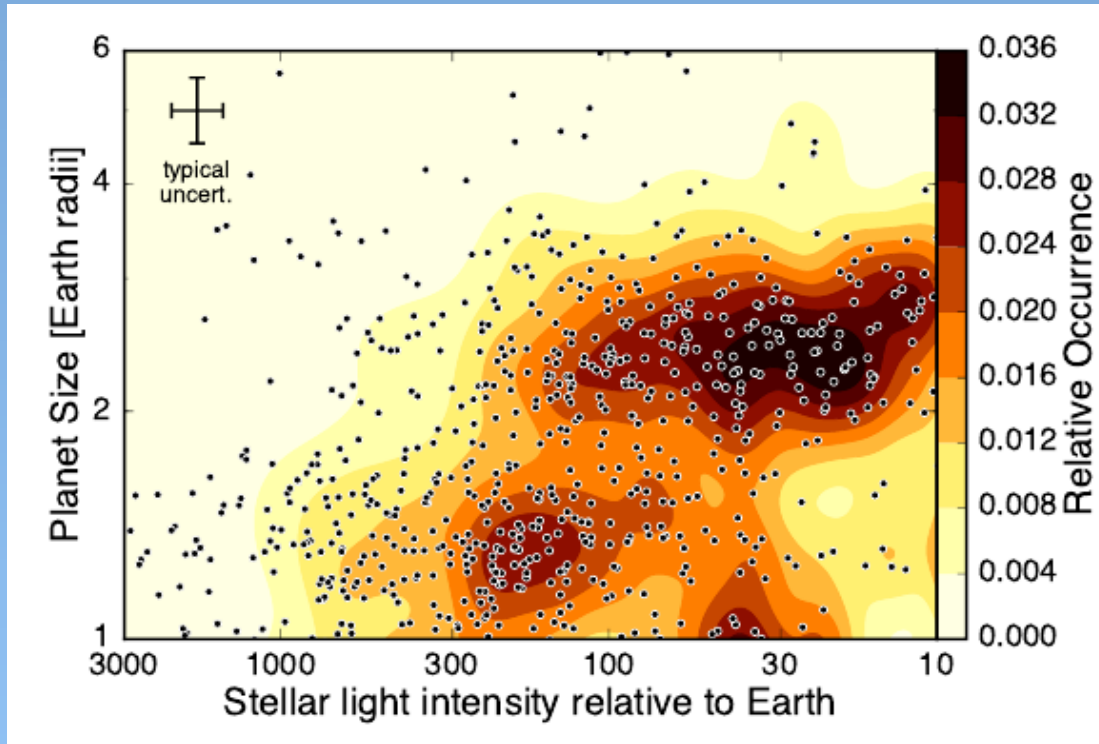 6
4
2
1
Planet Size [Earth radii]
typical
uncert.
3000 1000 300 100 30 10
Stellar light intensity relative to Earth
0.036
0.032
0.028
0.024
0.020
0.016
0.012
0.008
0.004
0.000
Relative Occurrence